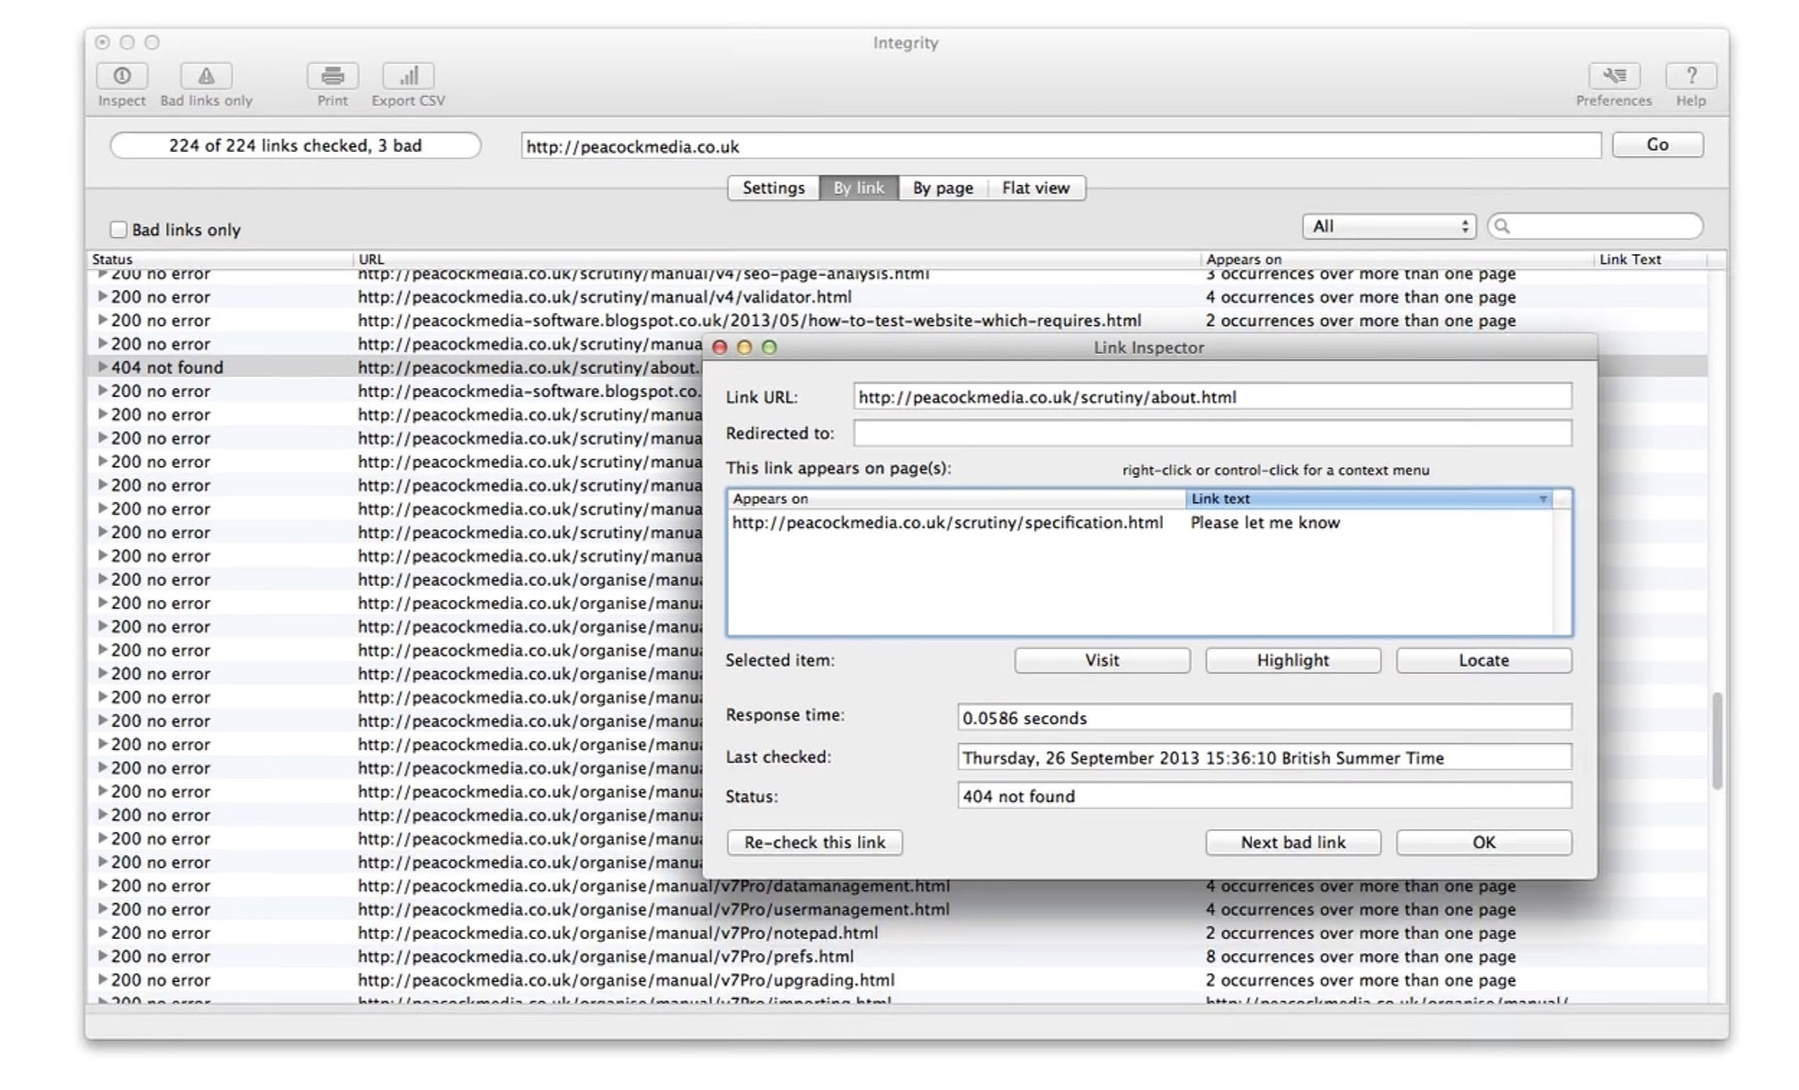 Integrity
Inspect Bad links only Print Export CSV Preferences Help
224 of 224 links checked, 3 bad http://peacockmedia.co.uk Go
Settings By link By page Flat view
Bad links only All
Status URL Appears on Link Text
200 no error http://peacockmedia.co.uk/scrutiny/manual/v4/seo-page-analysis.html 3 occurrences over more than one page
200 no error http://peacockmedia.co.uk/scrutiny/manual/v4/validator.html 4 occurrences over more than one page
200 no error http://peacockmedia-software.blogspot.co.uk/2013/05/how-to-test-website-which-requires.html 2 occurrences over more than one page
200 no error http://peacockmedia.co.uk/scrutiny/manua
404 not found http://peacockmedia.co.uk/scrutiny/about.
200 no error http://peacockmedia-software.blogspot.co.
200 no error http://peacockmedia.co.uk/scrutiny/manua
200 no error http://peacockmedia.co.uk/scrutiny/manua
200 no error http://peacockmedia.co.uk/scrutiny/manua
200 no error http://peacockmedia.co.uk/scrutiny/manua
200 no error http://peacockmedia.co.uk/scrutiny/manua
200 no error http://peacockmedia.co.uk/scrutiny/manua
200 no error http://peacockmedia.co.uk/scrutiny/manua
200 no error http://peacockmedia.co.uk/organise/manua
200 no error http://peacockmedia.co.uk/organise/manua
200 no error http://peacockmedia.co.uk/organise/manua
200 no error http://peacockmedia.co.uk/organise/manua
200 no error http://peacockmedia.co.uk/organise/manua
200 no error http://peacockmedia.co.uk/organise/manua
200 no error http://peacockmedia.co.uk/organise/manua
200 no error http://peacockmedia.co.uk/organise/manua
200 no error http://peacockmedia.co.uk/organise/manua
200 no error http://peacockmedia.co.uk/organise/manua
200 no error http://peacockmedia.co.uk/organise/manua
200 no error http://peacockmedia.co.uk/organise/manua
200 no error http://peacockmedia.co.uk/organise/manua
200 no error http://peacockmedia.co.uk/organise/manual/v7Pro/datamanagement.html 4 occurrences over more than one page
200 no error http://peacockmedia.co.uk/organise/manual/v7Pro/usermanagement.html 4 occurrences over more than one page
200 no error http://peacockmedia.co.uk/organise/manual/v7Pro/notepad.html 2 occurrences over more than one page
200 no error http://peacockmedia.co.uk/organise/manual/v7Pro/prefs.html 8 occurrences over more than one page
200 no error http://peacockmedia.co.uk/organise/manual/v7Pro/upgrading.html 2 occurrences over more than one page
200 no error http://peacockmedia.co.uk/organise/manual/v7Pro/importing.html http://peacockmedia.co.uk/organise/manual/
Link Inspector
Link URL: http://peacockmedia.co.uk/scrutiny/about.html
Redirected to:
This link appears on page(s): right-click or control-click for a context menu
Appears on Link text
http://peacockmedia.co.uk/scrutiny/specification.html Please let me know
Selected item: Visit Highlight Locate
Response time: 0.0586 seconds
Last checked: Thursday, 26 September 2013 15:36:10 British Summer Time
Status: 404 not found
Re-check this link Next bad link OK